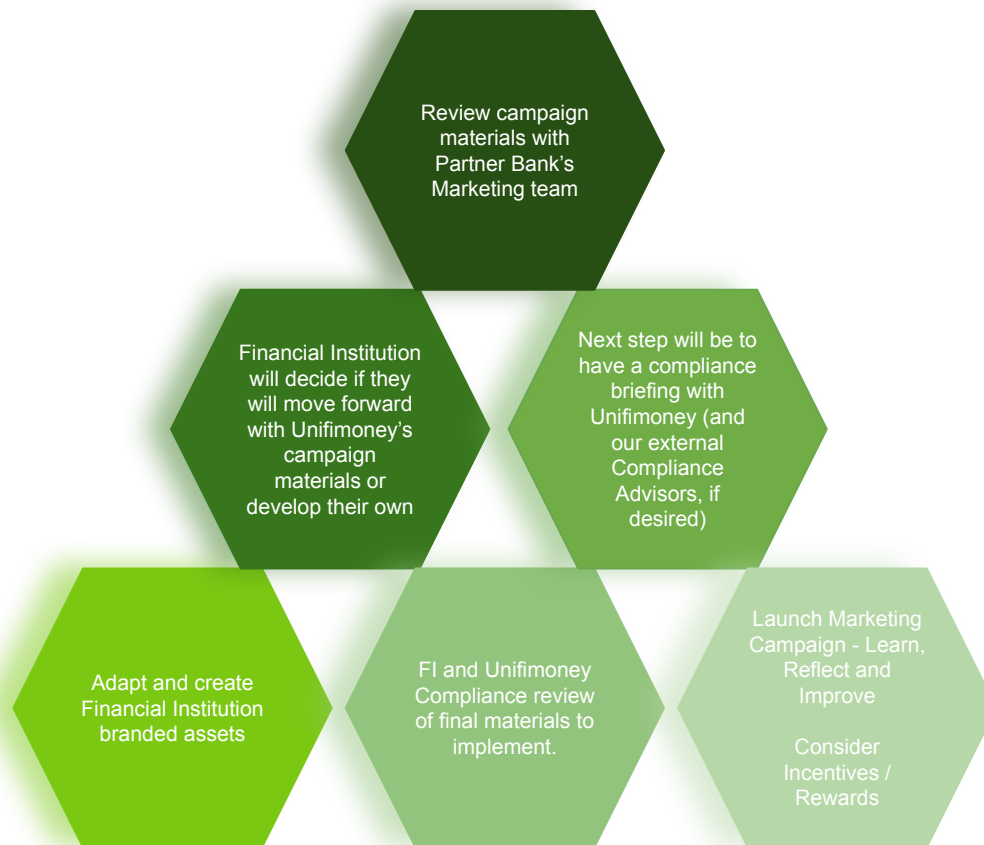 Review campaign
materials with
Partner Bank’s
Marketing team
Financial Institution
will decide if they
will move forward
with Unifimoney’s
campaign
materials or
develop their own
Next step will be to
have a compliance
briefing with
Unifimoney (and
our external
Compliance
Advisors, if
desired)
Adapt and create
Financial Institution
branded assets
FI and Unifimoney
Compliance review
of final materials to
implement.
Launch Marketing
Campaign - Learn,
Reflect and
Improve
Consider
Incentives /
Rewards